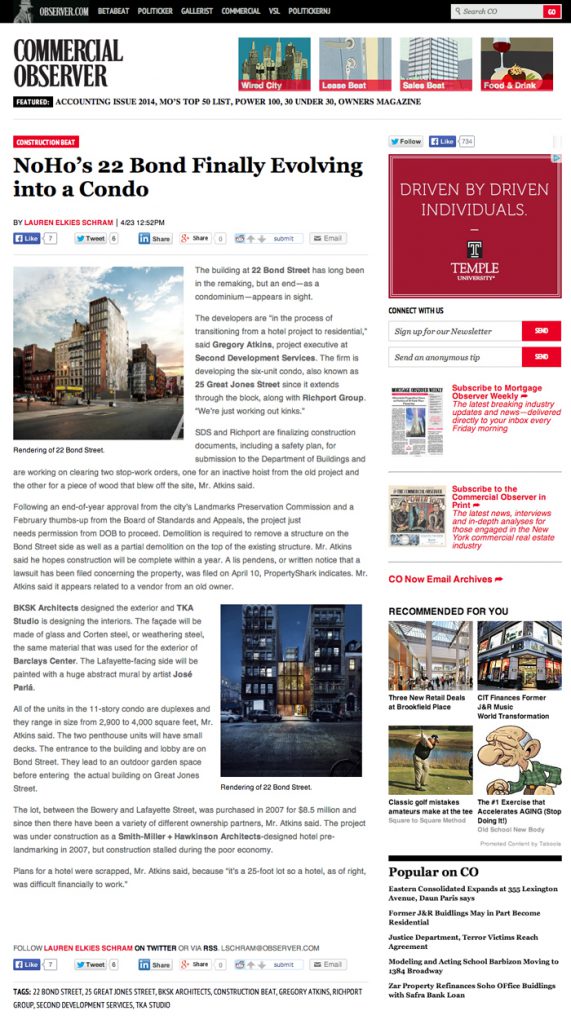 OBSERVER.COM BETABEAT POLITICKER GALLERIST COMMERCIAL VSL POLITICKERNJ
Search CO GO
COMMERCIAL
OBSERVER
Wired City Lease Beat Sales Beat Food & Drink
FEATURED: ACCOUNTING ISSUE 2014, MO'S TOP 50 LIST, POWER 100, 30 UNDER 30, OWNERS MAGAZINE
CONSTRUCTION BEAT
NoHo's 22 Bond Finally Evolving
into a Condo
BY LAUREN ELKIES SCHRAM | 4/23 12:52PM
Like 7 Tweet 6 Share Share 0 submit Email
The building at 22 Bond Street has long been
in the remaking, but an end—as a
condominium—appears in sight.
The developers are "in the process of
transitioning from a hotel project to residential,"
said Gregory Atkins, project executive at
Second Development Services. The firm is
developing the six-unit condo, also known as
25 Great Jones Street since it extends
through the block, along with Richport Group.
"We're just working out kinks."
Rendering of 22 Bond Street.
SDS and Richport are finalizing construction
documents, including a safety plan, for
submission to the Department of Buildings and
are working on clearing two stop-work orders, one for an inactive hoist from the old project and
the other for a piece of wood that blew off the site, Mr. Atkins said.
Following an end-of-year approval from the city's Landmarks Preservation Commission and a
February thumbs-up from the Board of Standards and Appeals, the project just
needs permission from DOB to proceed. Demolition is required to remove a structure on the
Bond Street side as well as a partial demolition on the top of the existing structure. Mr. Atkins
said he hopes construction will be complete within a year. A lis pendens, or written notice that a
lawsuit has been filed concerning the property, was filed on April 10, PropertyShark indicates. Mr.
Atkins said it appears related to a vendor from an old owner.
BKSK Architects designed the exterior and TKA
Studio is designing the interiors. The façade will be
made of glass and Corten steel, or weathering steel,
the same material that was used for the exterior of
Barclays Center. The Lafayette-facing side will be
painted with a huge abstract mural by artist José
Parlá.
All of the units in the 11-story condo are duplexes and
they range in size from 2,900 to 4,000 square feet, Mr.
Atkins said. The two penthouse units will have small
decks. The entrance to the building and lobby are on
Bond Street. They lead to an outdoor garden space
before entering the actual building on Great Jones
Street.
Rendering of 22 Bond Street.
The lot, between the Bowery and Lafayette Street, was purchased in 2007 for $8.5 million and
since then there have been a variety of different ownership partners, Mr. Atkins said. The project
was under construction as a Smith-Miller + Hawkinson Architects-designed hotel pre-
landmarking in 2007, but construction stalled during the poor economy.
Plans for a hotel were scrapped, Mr. Atkins said, because "it's a 25-foot lot so a hotel, as of right,
was difficult financially to work."
FOLLOW LAUREN ELKIES SCHRAM ON TWITTER OR VIA RSS. LSCHRAM@OBSERVER.COM
Like 7 Tweet 6 Share Share 0 submit Email
TAGS: 22 BOND STREET, 25 GREAT JONES STREET, BKSK ARCHITECTS, CONSTRUCTION BEAT, GREGORY ATKINS, RICHPORT
GROUP, SECOND DEVELOPMENT SERVICES, TKA STUDIO
Follow Like 734
DRIVEN BY DRIVEN
INDIVIDUALS.
TEMPLE
UNIVERSITY
CONNECT WITH US
Sign up for our Newsletter SEND
Send an anonymous tip SEND
MORTGAGE OBSERVER WEEKLY
Subscribe to Mortgage
Observer Weekly
The latest breaking industry
updates and news—delivered
directly to your inbox every
Friday morning
Subscribe to the
Commercial Observer in
Print
The latest news, interviews
and in-depth analyses for
those engaged in the New
York commercial real estate
industry
CO Now Email Archives
RECOMMENDED FOR YOU
Three New Retail Deals
at Brookfield Place
CIT Finances Former
J&R Music
World Transformation
Classic golf mistakes
amateurs make at the tee
Square to Square Method
The #1 Exercise that
Accelerates AGING (Stop
Doing It!)
Old School New Body
Promoted Content by Taboola
Popular on CO
Eastern Consolidated Expands at 355 Lexington
Avenue, Daun Paris says
Former J&R Buidlings May in Part Become
Residential
Justice Department, Terror Victims Reach
Agreement
Modeling and Acting School Barbizon Moving to
1384 Broadway
Zar Property Refinances Soho Office Buidlings
with Safra Bank Loan